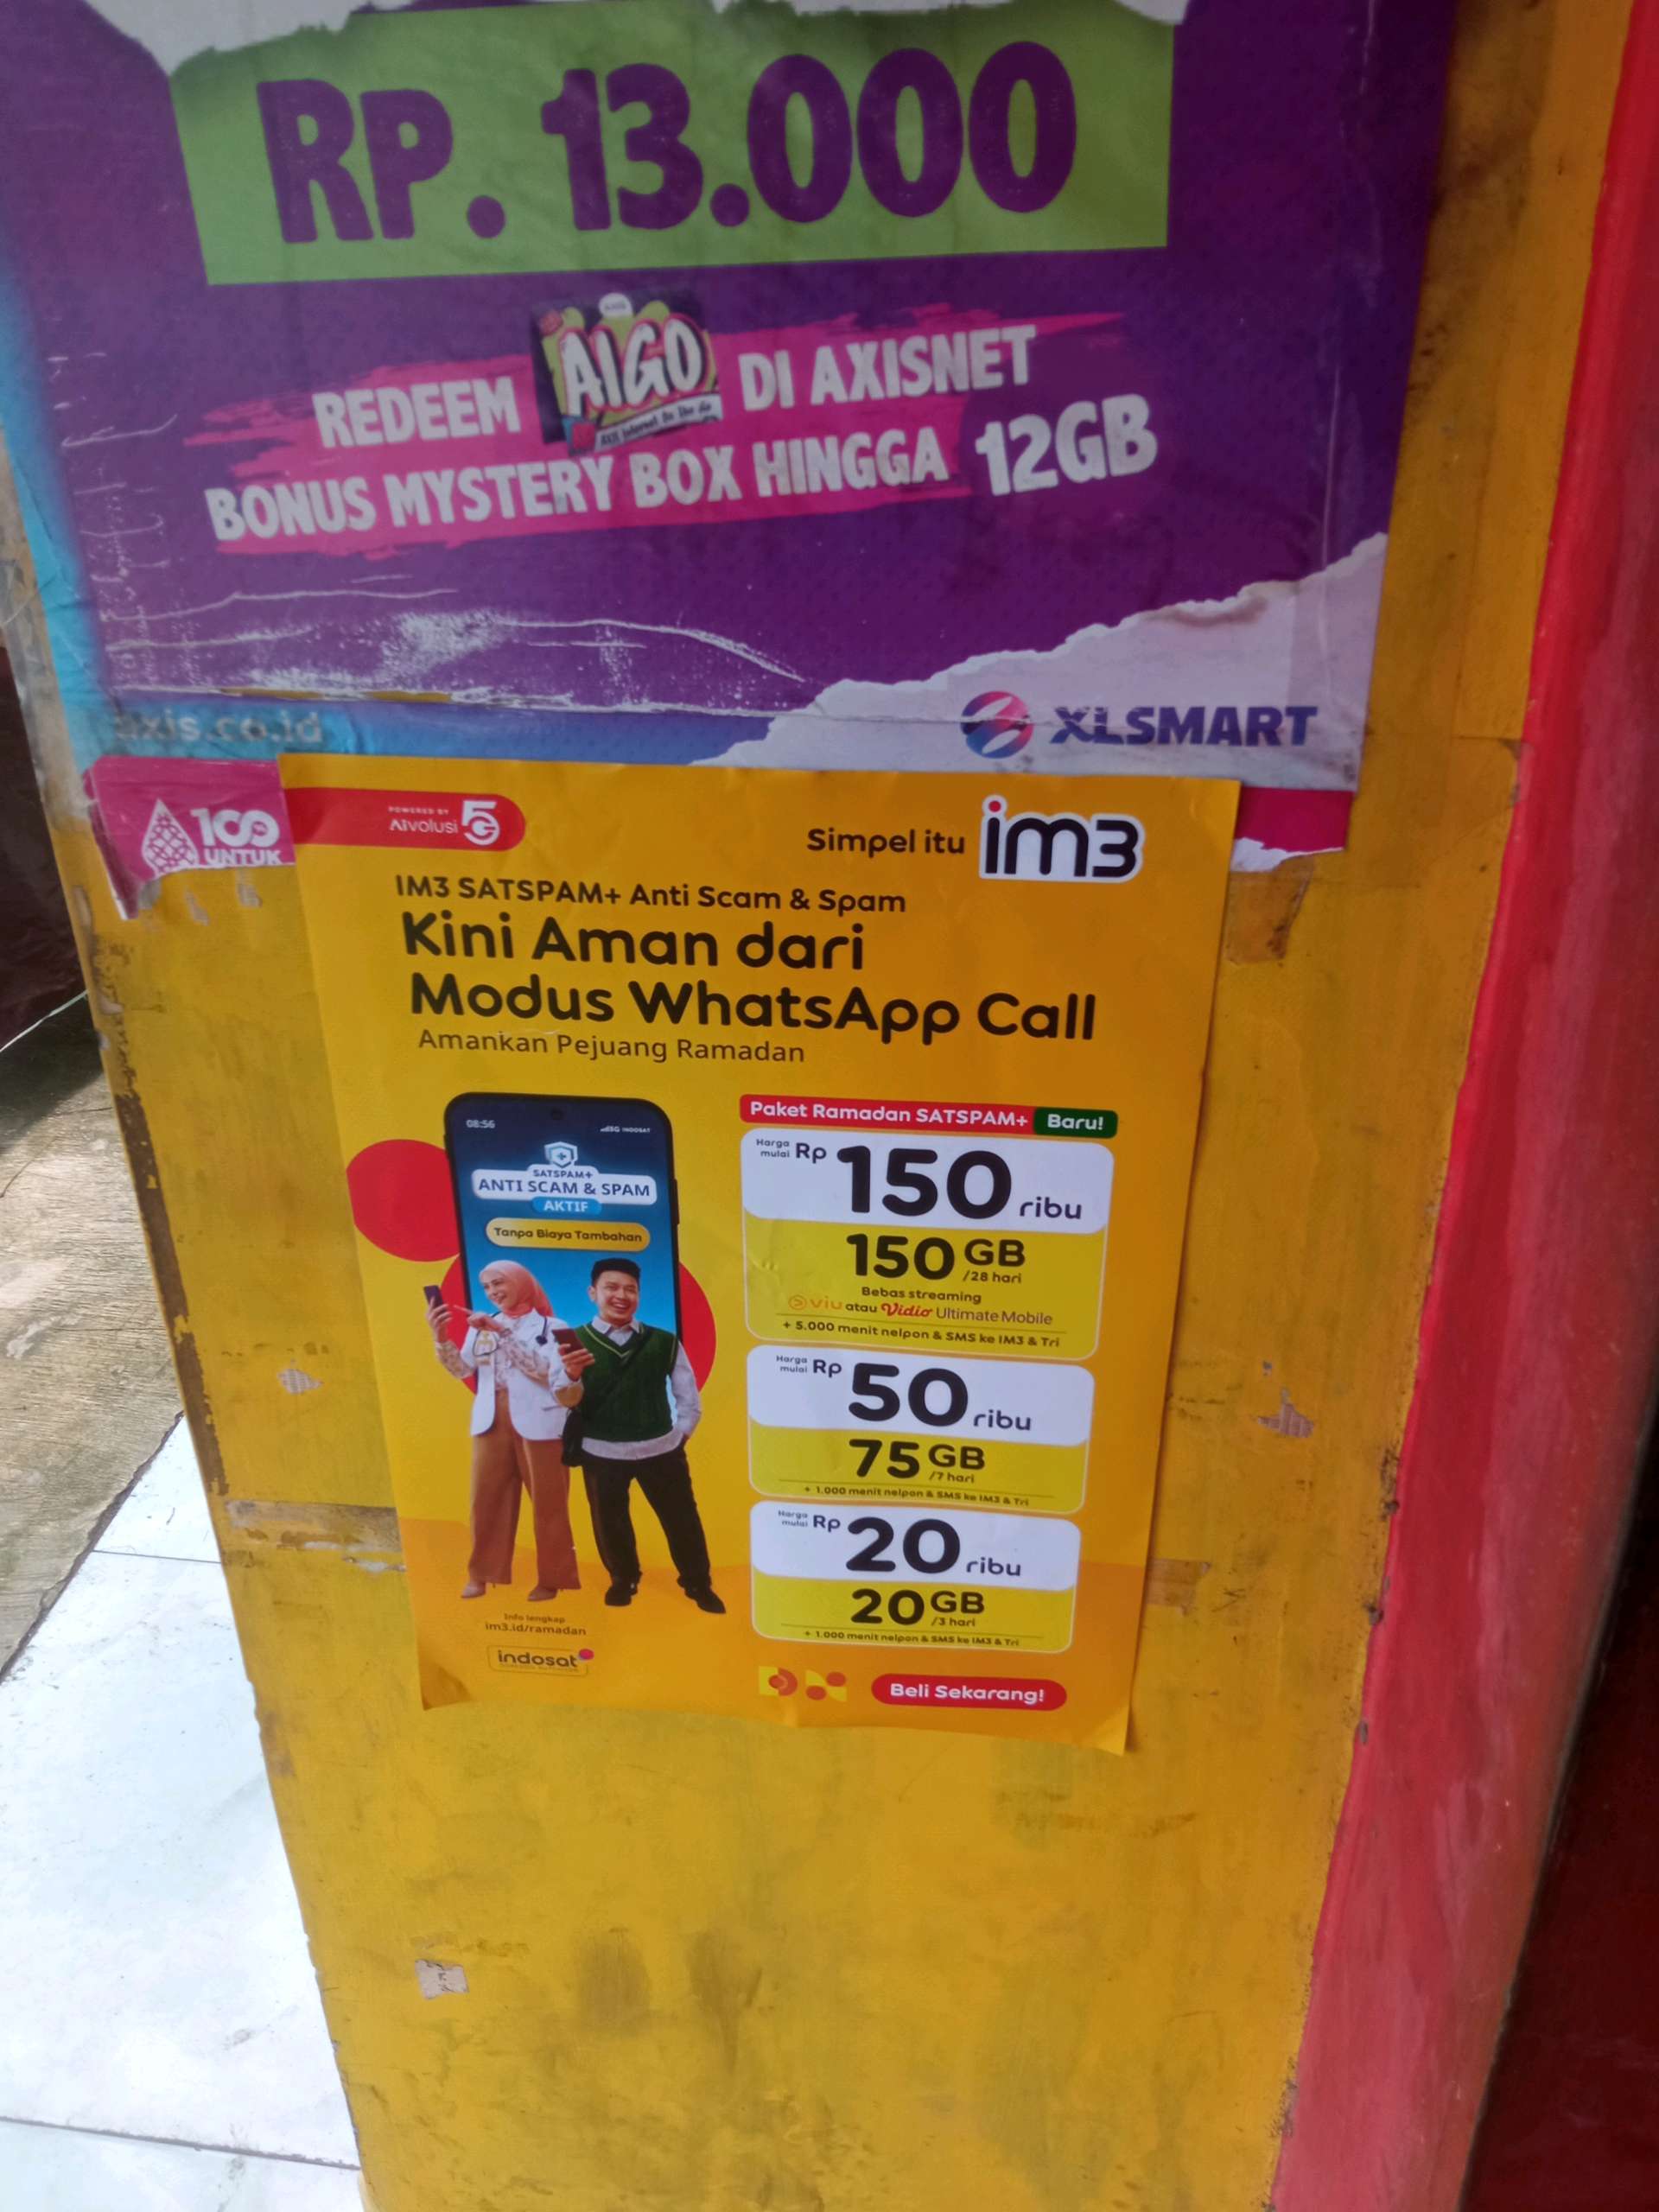 RP. 13.000
REDEEM AIGO DI AXISNET
BONUS MYSTERY BOX HINGGA 12GB
axis.co.id
XLSMART
100
UNTUK
POWERED BY
AIvolusi 5G
Simpel itu im3
IM3 SATSPAM+ Anti Scam & Spam
Kini Aman dari
Modus WhatsApp Call
Amankan Pejuang Ramadan
08:56
5G INDOSAT
SATSPAM+
ANTI SCAM & SPAM
AKTIF
Tanpa Biaya Tambahan
Paket Ramadan SATSPAM+ Baru!
Harga mulai Rp 150 ribu
150 GB /28 hari
Bebas streaming
viu atau Vidio Ultimate Mobile
+ 5.000 menit nelpon & SMS ke IM3 & Tri
Harga mulai Rp 50 ribu
75 GB /7 hari
+ 1.000 menit nelpon & SMS ke IM3 & Tri
Harga mulai Rp 20 ribu
20 GB /3 hari
+ 1.000 menit nelpon & SMS ke IM3 & Tri
Info lengkap
im3.id/ramadan
indosat
Beli Sekarang!